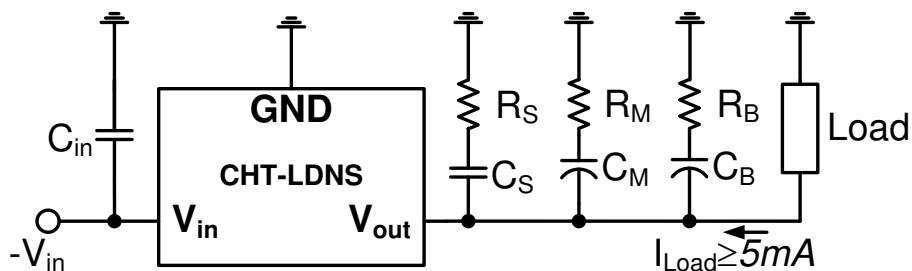 GND
CHT-LDNS
V_in
V_out
C_in
-V_in
R_S
C_S
R_M
C_M
R_B
C_B
Load
I_Load≥5mA